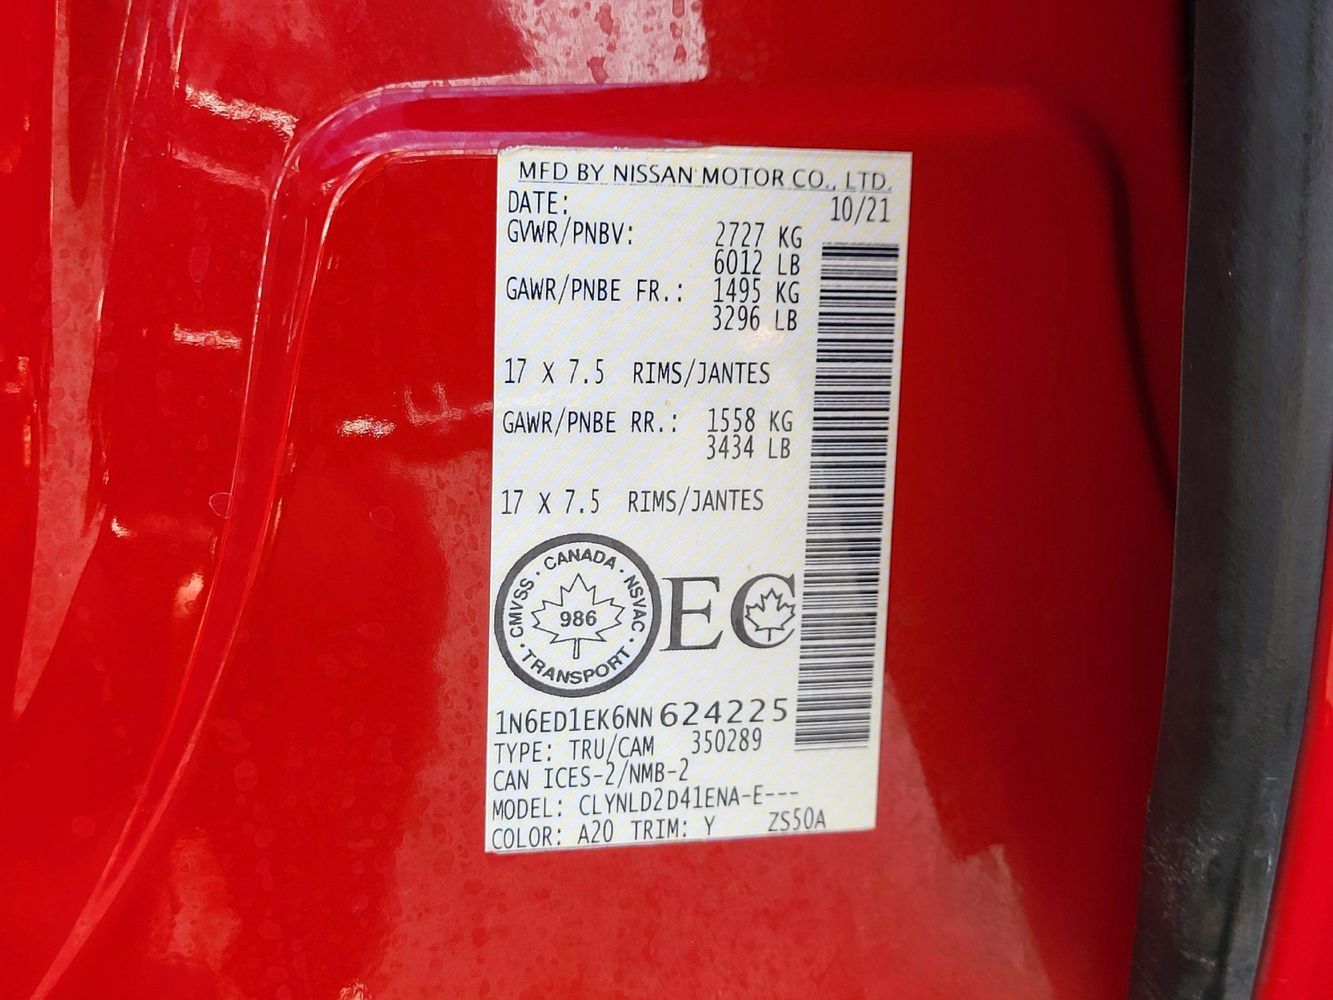 MFD BY NISSAN MOTOR CO., LTD.
DATE: 10/21
GVWR/PNBV: 2727 KG
6012 LB
GAWR/PNBE FR.: 1495 KG
3296 LB
17 X 7.5 RIMS/JANTES
GAWR/PNBE RR.: 1558 KG
3434 LB
17 X 7.5 RIMS/JANTES
CMVSS · CANADA · NSVAC · TRANSPORT ·
986
EC
1N6ED1EK6NN624225
TYPE: TRU/CAM 350289
CAN ICES-2/NMB-2
MODEL: CLYNLD2D41ENA-E---
COLOR: A20 TRIM: Y ZS50A